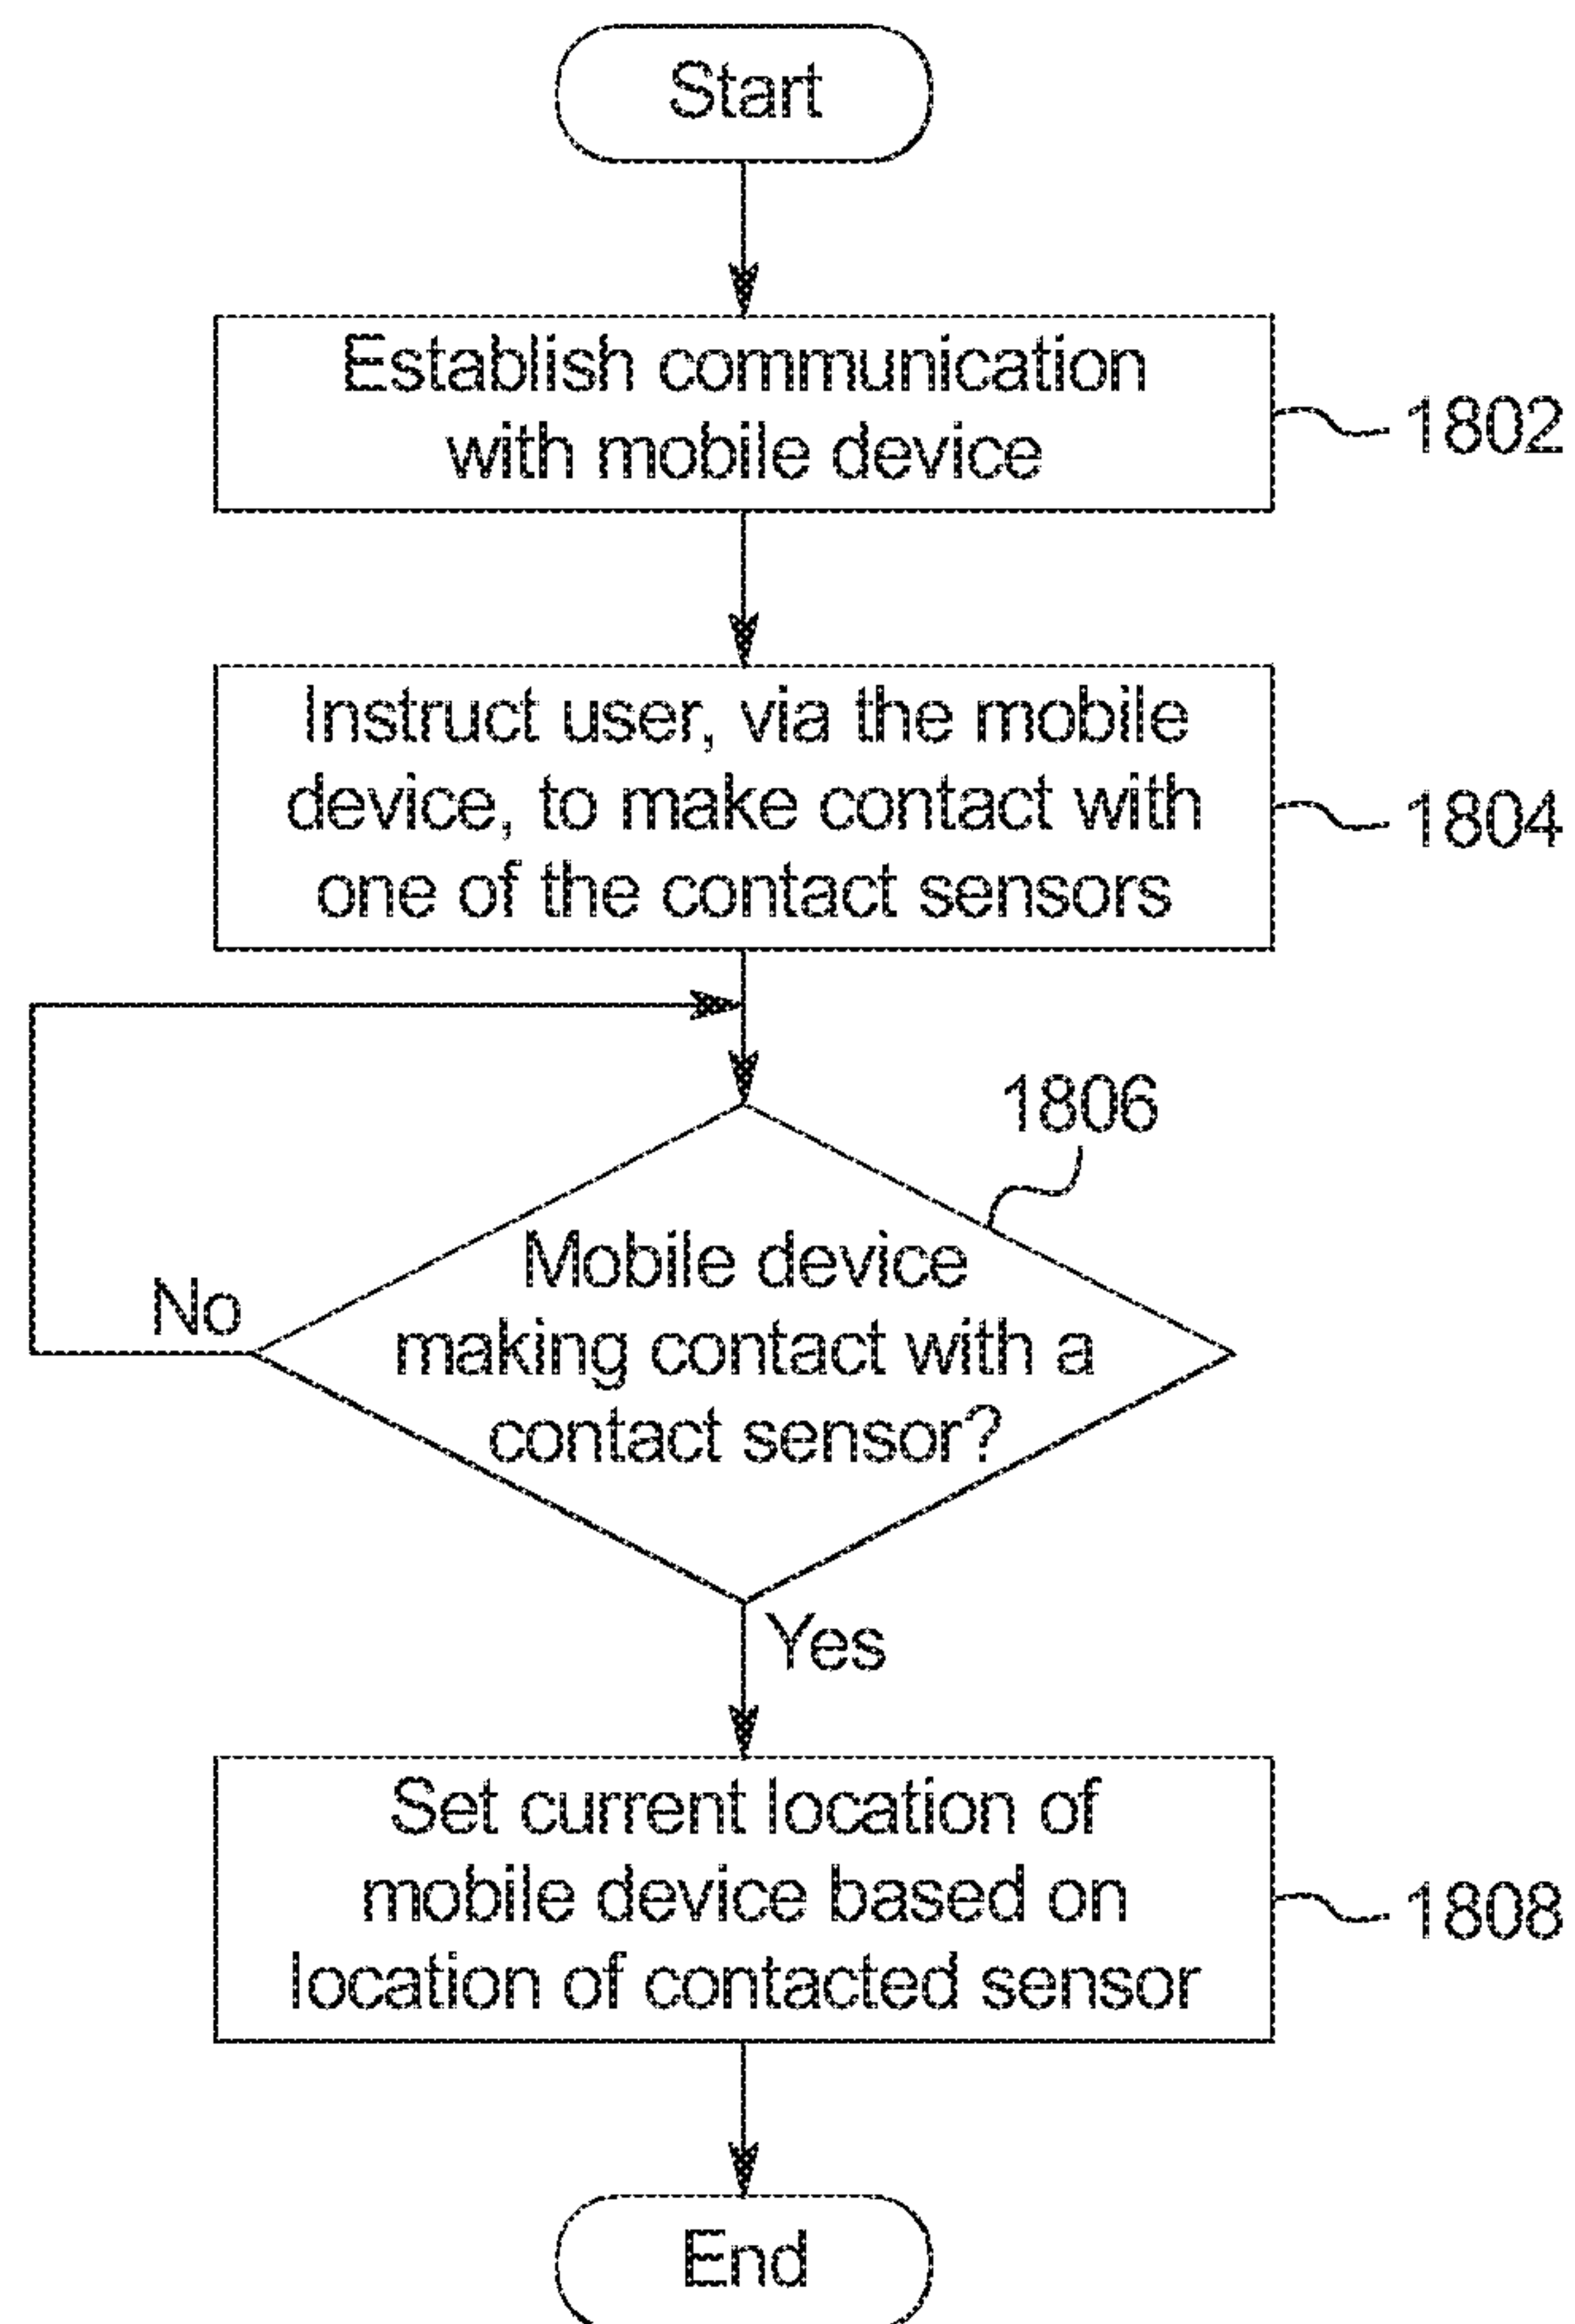 Start
Establish communication
with mobile device
1802
Instruct user, via the mobile
device, to make contact with
one of the contact sensors
1804
1806
Mobile device
making contact with a
contact sensor?
No
Yes
Set current location of
mobile device based on
location of contacted sensor
1808
End